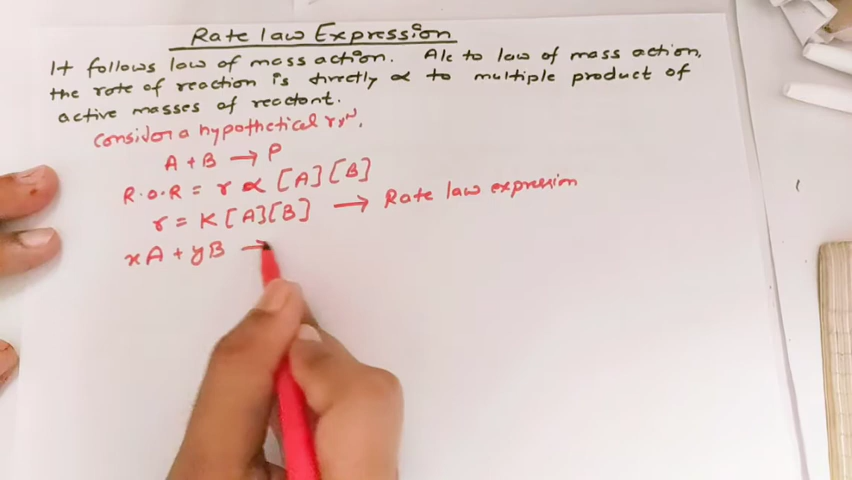 Rate law Expression
It follows law of mass action. A/c to law of mass action,
the rate of reaction is directly ∝ to multiple product of
active masses of reactant.
Consider a hypothetical rxⁿ,
A + B → P
R.O.R = r ∝ [A][B]
r = K[A][B] → Rate law expression
xA + yB →